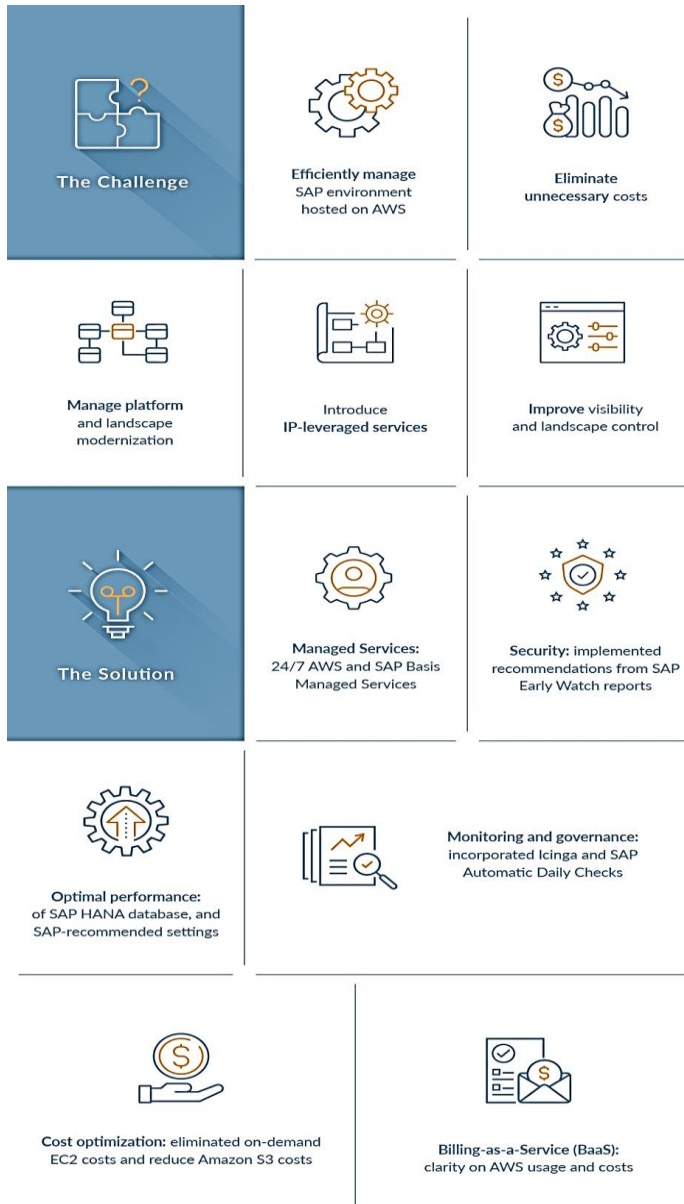 The Challenge
Efficiently manage
SAP environment
hosted on AWS
Eliminate
unnecessary costs
Manage platform
and landscape
modernization
Introduce
IP-leveraged services
Improve visibility
and landscape control
The Solution
Managed Services:
24/7 AWS and SAP Basis
Managed Services
Security: implemented
recommendations from SAP
Early Watch reports
Optimal performance:
of SAP HANA database, and
SAP-recommended settings
Monitoring and governance:
incorporated Icinga and SAP
Automatic Daily Checks
Cost optimization: eliminated on-demand
EC2 costs and reduce Amazon S3 costs
Billing-as-a-Service (BaaS):
clarity on AWS usage and costs